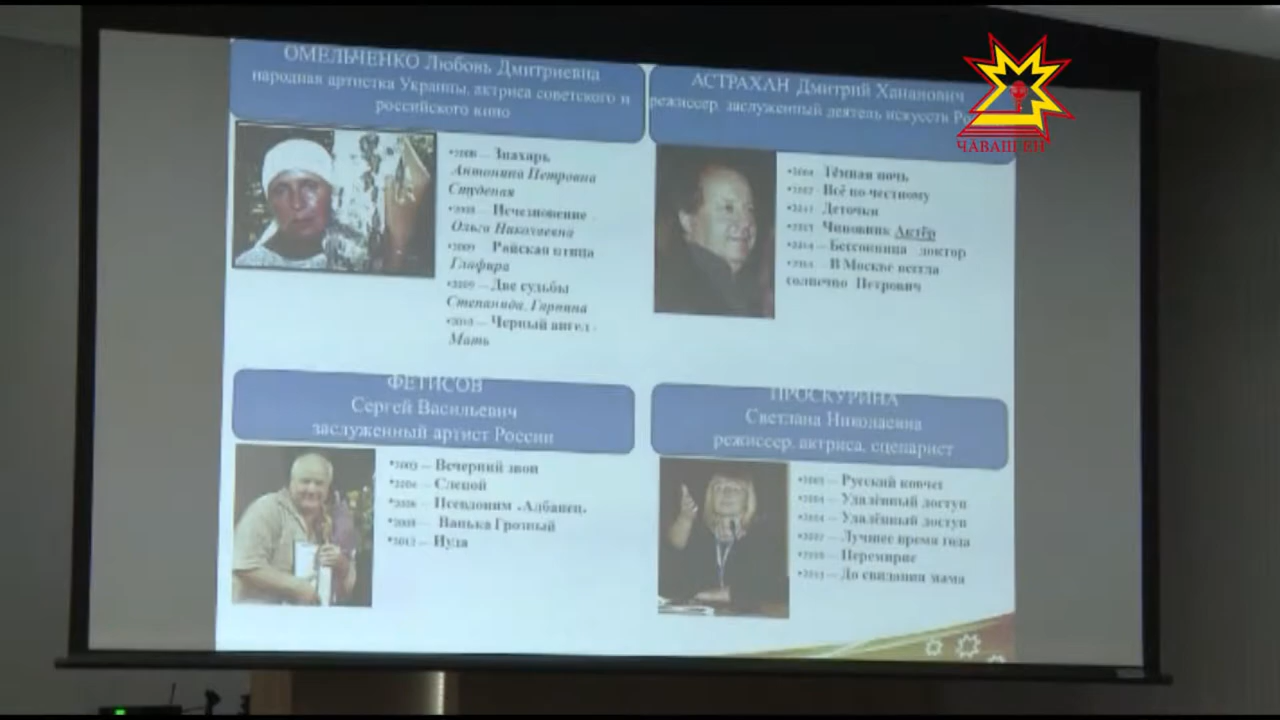 ОМЕЛЬЧЕНКО Любовь Дмитриевна
народная артистка Украины, актриса советского и
российского кино
Знахарь
Антонина Петровна
Студеная
Исчезновение
Ольга Николаевна
Райская птица
Глафира
Две судьбы
Степанида,
Черный ангел -
Мать
АСТРАХАН Дмитрий Хананович
режиссер, заслуженный деятель искусств
ЧАВАШ ЕН
Тёмная ночь
Всё по честному
Деточки
Чиновник Актёр
Бессонница доктор
В Москве всегда
солнечно Петрович
ФЕТИСОВ
Сергей Васильевич
заслуженный артист России
Вечерний звон
Слепой
Псевдоним «Албанец»
Ванька Грозный
Иуда
ПРОСКУРИНА
Светлана Николаевна
режиссер, актриса, сценарист
Русский ковчег
Удалённый доступ
Удалённый доступ
Лучшее время года
Перемирие
До свидания мама